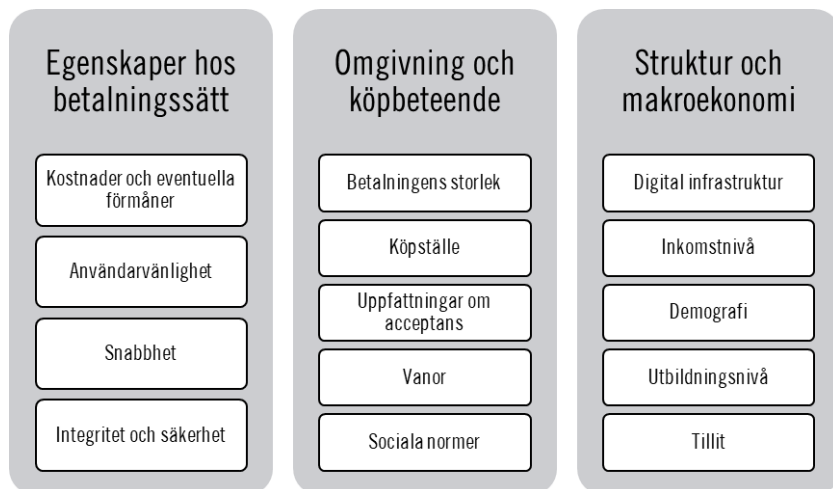 Egenskaper hos
betalningssätt
Kostnader och eventuella
förmåner
Användarvänlighet
Snabbhet
Integritet och säkerhet
Omgivning och
köpbeteende
Betalningens storlek
Köpställe
Uppfattningar om
acceptans
Vanor
Sociala normer
Struktur och
makroekonomi
Digital infrastruktur
Inkomstnivå
Demografi
Utbildningsnivå
Tillit